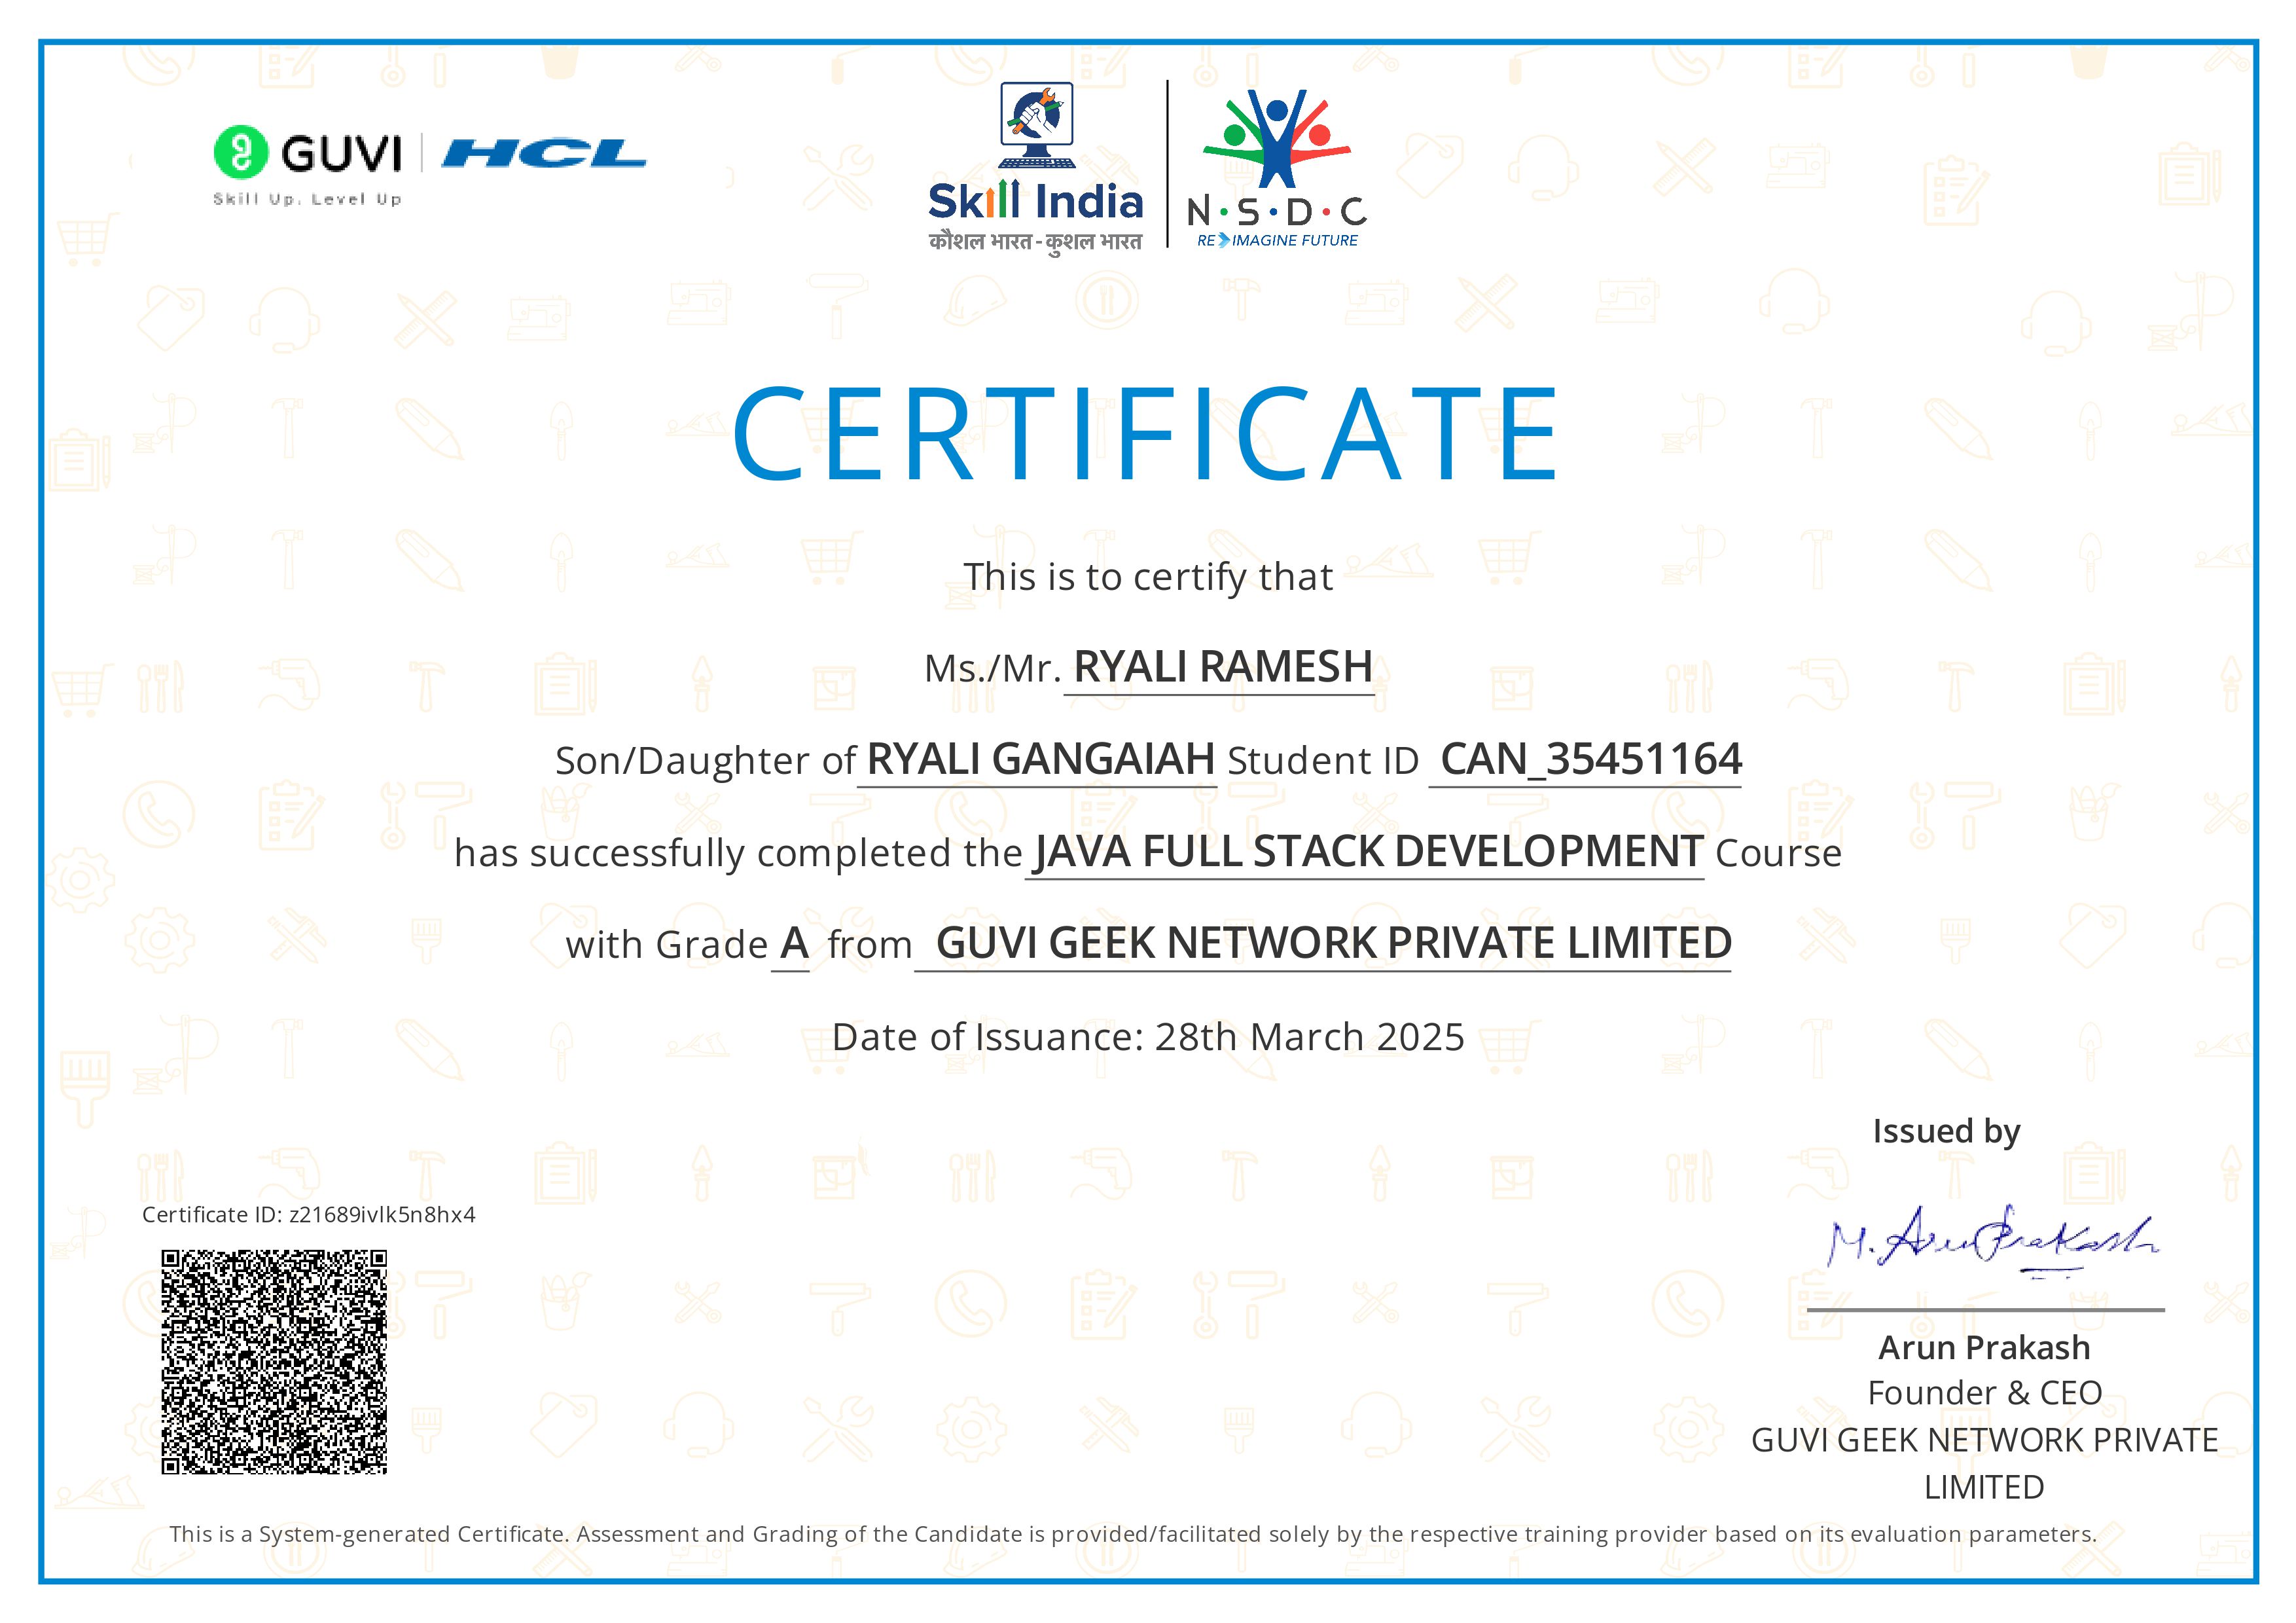 GUVI HCL
Skill Up. Level Up
Skill India
कौशल भारत - कुशल भारत
N·S·D·C
RE IMAGINE FUTURE
CERTIFICATE
This is to certify that
Ms./Mr. RYALI RAMESH
Son/Daughter of RYALI GANGAIAH Student ID CAN_35451164
has successfully completed the JAVA FULL STACK DEVELOPMENT Course
with Grade A from GUVI GEEK NETWORK PRIVATE LIMITED
Date of Issuance: 28th March 2025
Issued by
Certificate ID: z21689ivlk5n8hx4
M. Arun Prakash
Arun Prakash
Founder & CEO
GUVI GEEK NETWORK PRIVATE
LIMITED
This is a System-generated Certificate. Assessment and Grading of the Candidate is provided/facilitated solely by the respective training provider based on its evaluation parameters.